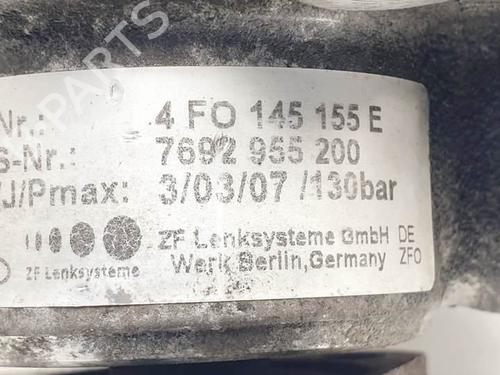 PARTS
Nr.: 4 FO 145 155 E
S-Nr.: 7692 955 200
/J/Pmax: 3/03/07 /130bar
ZF Lenksysteme GmbH DE
ZF Lenksysteme Werk Berlin,Germany ZFO